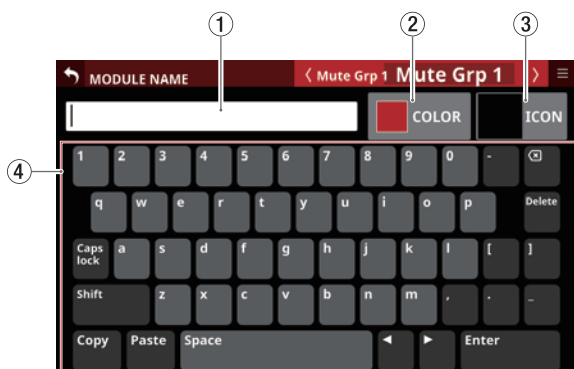 ① ② ③
MODULE NAME 〈 Mute Grp 1 Mute Grp 1 〉 ≡
COLOR ICON
④
1 2 3 4 5 6 7 8 9 0 - ⌫
q w e r t y u i o p Delete
Caps lock a s d f g h j k l [ ]
Shift z x c v b n m , . _
Copy Paste Space ◀ ▶ Enter